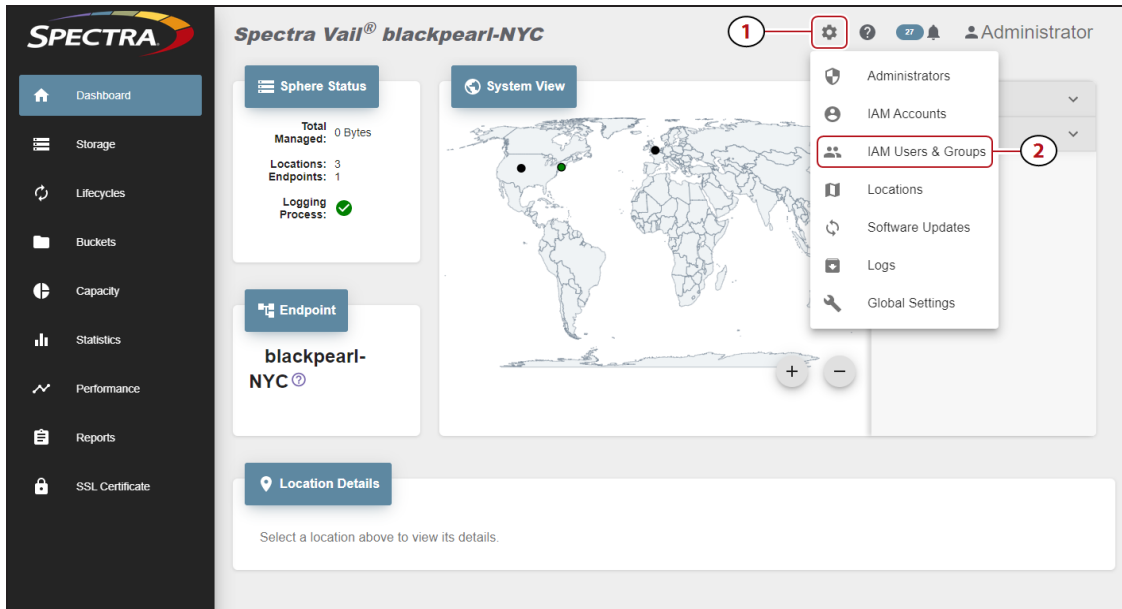 SPECTRA
Spectra Vail® blackpearl-NYC
1
27
Administrator
Dashboard
Storage
Lifecycles
Buckets
Capacity
Statistics
Performance
Reports
SSL Certificate
Sphere Status
Total
Managed: 0 Bytes
Locations: 3
Endpoints: 1
Logging
Process:
System View
Administrators
IAM Accounts
IAM Users & Groups
2
Locations
Software Updates
Logs
Global Settings
Endpoint
blackpearl-
NYC
+ −
Location Details
Select a location above to view its details.